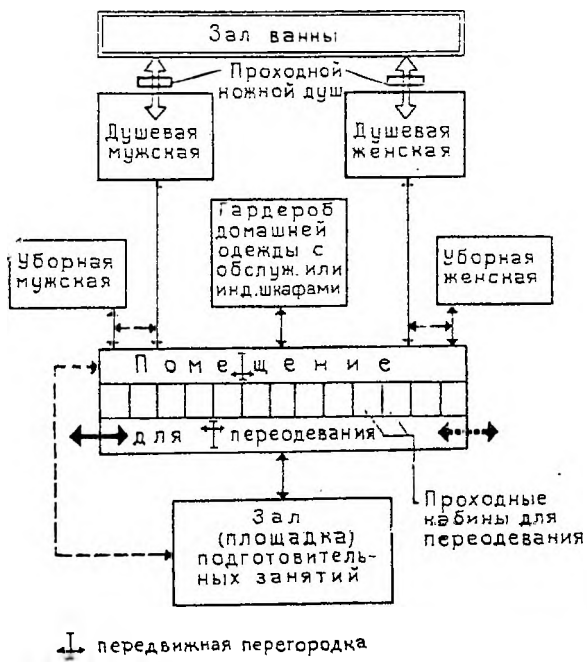 Зал ванны
Проходной
ножной душ
Душевая
мужская
Душевая
женская
Гардероб
домашней
одежды с
обслуж. или
инд. шкафами
Уборная
мужская
Уборная
женская
Помещение
для переодевания
Проходные
кабины для
переодевания
Зал
(площадка)
подготовитель-
ных занятий
передвижная перегородка